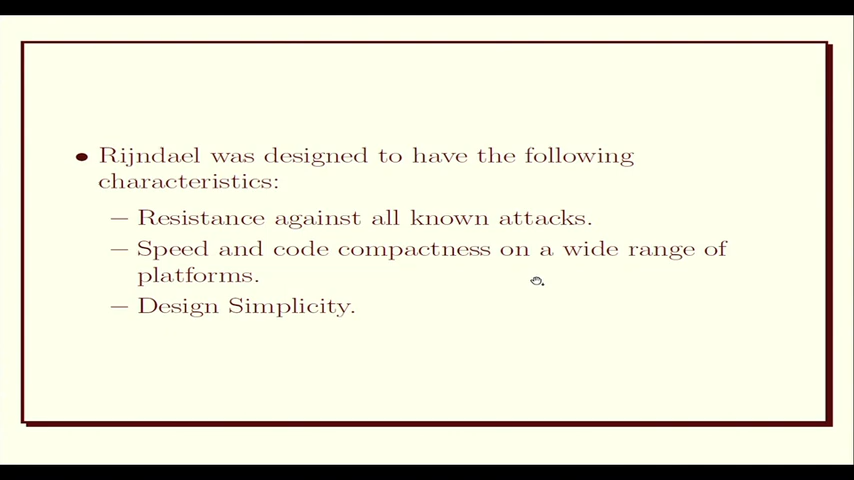 • Rijndael was designed to have the following
characteristics:
– Resistance against all known attacks.
– Speed and code compactness on a wide range of
platforms.
– Design Simplicity.